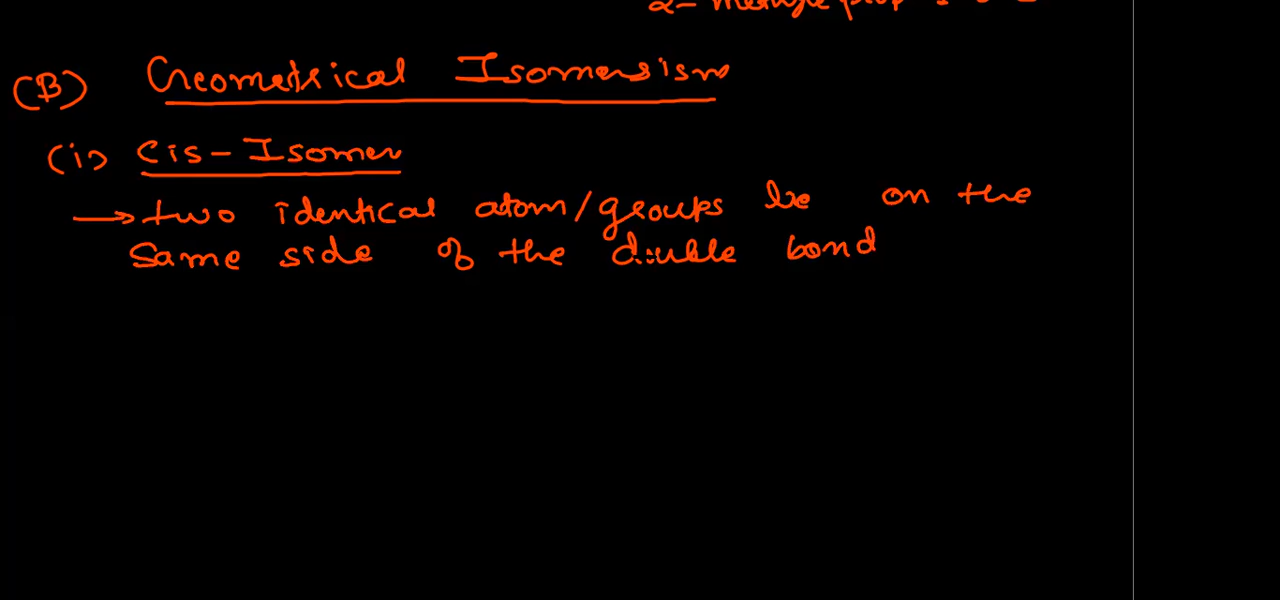 (B) Geometrical Isomerism
(i) Cis-Isomer
→ two identical atom/groups lie on the
Same side of the double bond